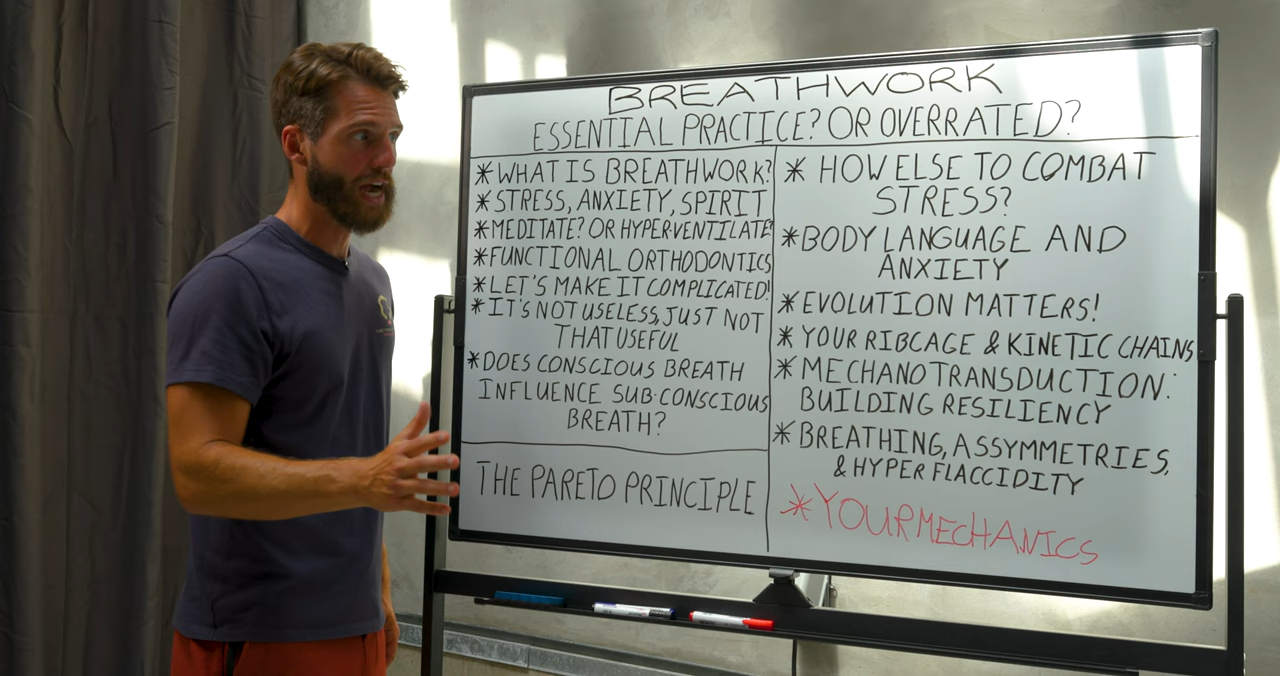 BREATHWORK
ESSENTIAL PRACTICE? OR OVERRATED?
* WHAT IS BREATHWORK?
* STRESS, ANXIETY, SPIRIT
* MEDITATE? OR HYPERVENTILATE?
* FUNCTIONAL ORTHODONTICS
* LET'S MAKE IT COMPLICATED!
* IT'S NOT USELESS, JUST NOT
THAT USEFUL
* DOES CONSCIOUS BREATH
INFLUENCE SUB-CONSCIOUS
BREATH?
THE PARETO PRINCIPLE
* HOW ELSE TO COMBAT
STRESS?
* BODY LANGUAGE AND
ANXIETY
* EVOLUTION MATTERS!
* YOUR RIBCAGE & KINETIC CHAINS
* MECHANOTRANSDUCTION:
BUILDING RESILIENCY
* BREATHING, ASSYMMETRIES,
& HYPER FLACCIDITY
* YOURMECHANICS